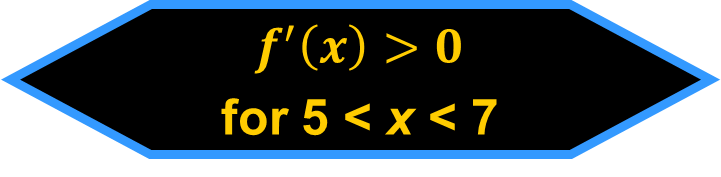 f′(x) > 0
for 5 < x < 7